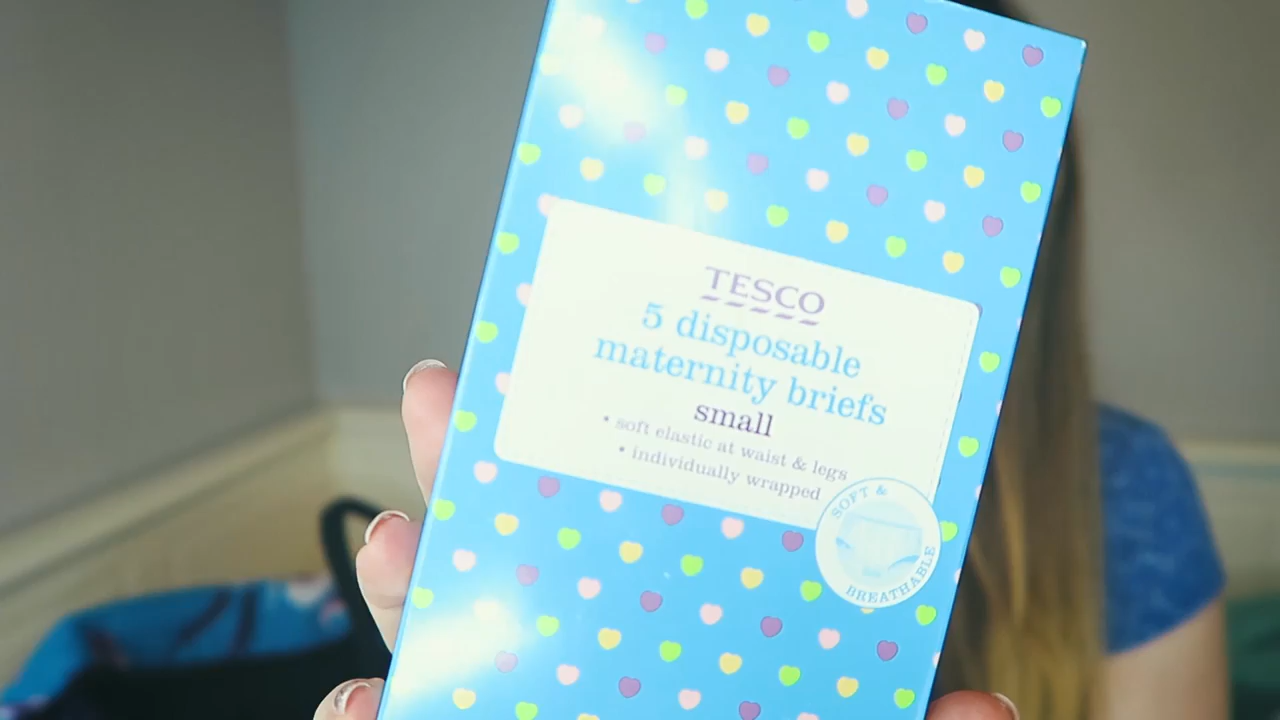 TESCO
5 disposable
maternity briefs
small
• soft elastic at waist & legs
• individually wrapped
SOFT &
BREATHABLE